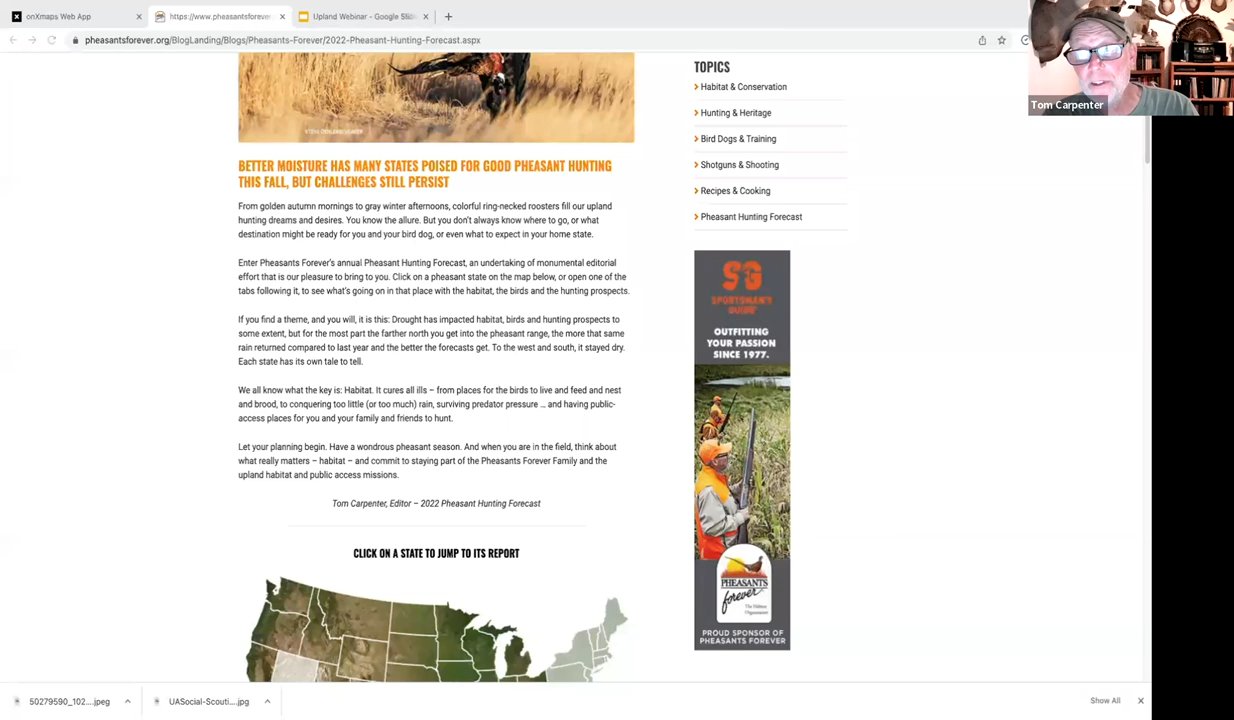 onXmaps Web App
https://www.pheasantsforever
Upland Webinar - Google Slid
pheasantsforever.org/BlogLanding/Blogs/Pheasants-Forever/2022-Pheasant-Hunting-Forecast.aspx
Tom Carpenter
BETTER MOISTURE HAS MANY STATES POISED FOR GOOD PHEASANT HUNTING
THIS FALL, BUT CHALLENGES STILL PERSIST
From golden autumn mornings to gray winter afternoons, colorful ring-necked roosters fill our upland
hunting dreams and desires. You know the allure. But you don't always know where to go, or what
destination might be ready for you and your bird dog, or even what to expect in your home state.
Enter Pheasants Forever's annual Pheasant Hunting Forecast, an undertaking of monumental editorial
effort that is our pleasure to bring to you. Click on a pheasant state on the map below, or open one of the
tabs following it, to see what's going on in that place with the habitat, the birds and the hunting prospects.
If you find a theme, and you will, it is this: Drought has impacted habitat, birds and hunting prospects to
some extent, but for the most part the farther north you get into the pheasant range, the more that same
rain returned compared to last year and the better the forecasts get. To the west and south, it stayed dry.
Each state has its own tale to tell.
We all know what the key is: Habitat. It cures all ills – from places for the birds to live and feed and nest
and brood, to conquering too little (or too much) rain, surviving predator pressure ... and having public-
access places for you and your family and friends to hunt.
Let your planning begin. Have a wondrous pheasant season. And when you are in the field, think about
what really matters – habitat – and commit to staying part of the Pheasants Forever Family and the
upland habitat and public access missions.
Tom Carpenter, Editor – 2022 Pheasant Hunting Forecast
CLICK ON A STATE TO JUMP TO ITS REPORT
TOPICS
Habitat & Conservation
Hunting & Heritage
Bird Dogs & Training
Shotguns & Shooting
Recipes & Cooking
Pheasant Hunting Forecast
SG
SPORTSMAN'S
GUIDE
OUTFITTING
YOUR PASSION
SINCE 1977.
PHEASANTS
forever
The Habitat
Organization
PROUD SPONSOR OF
PHEASANTS FOREVER
50279590_102....jpeg
UASocial-Scouti....jpg
Show All